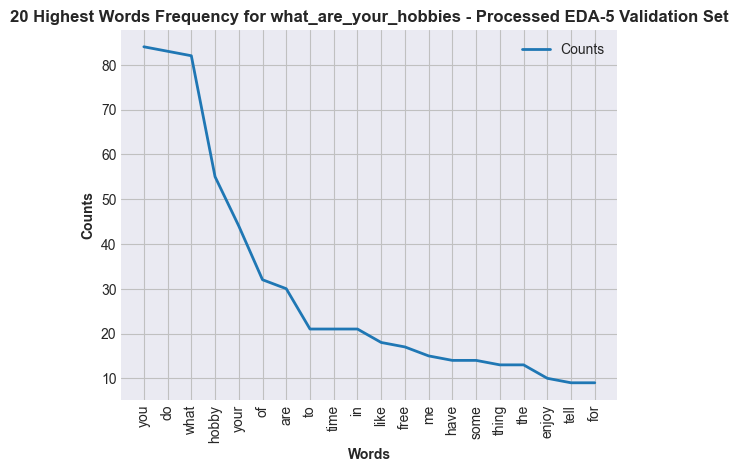 20 Highest Words Frequency for what_are_your_hobbies - Processed EDA-5 Validation Set
Counts
Counts
80
70
60
50
40
30
20
10
you do what hobby your of are to time in like free me have some thing the enjoy tell for
Words